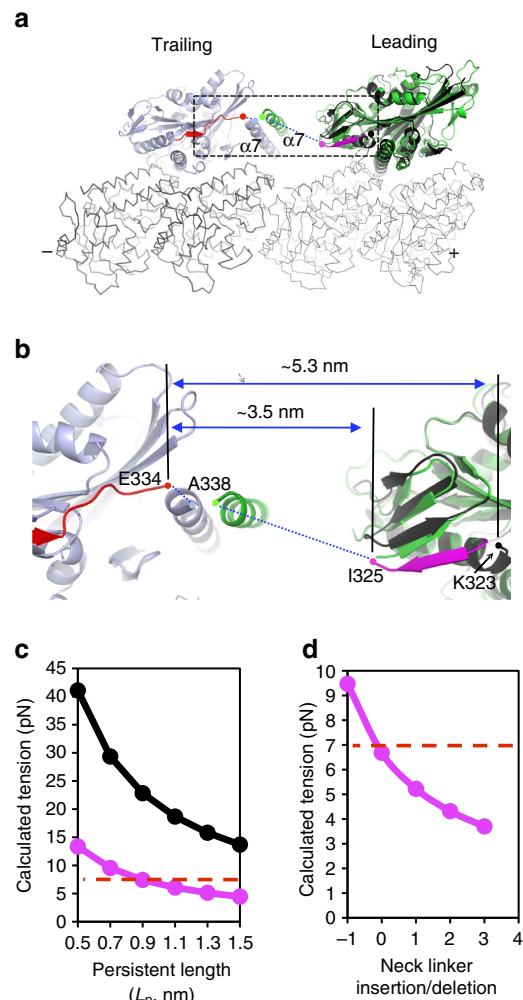 a
Trailing Leading
α7 α7
− +
b
~5.3 nm
~3.5 nm
E334 A338
I325 K323
c
Calculated tension (pN)
45
40
35
30
25
20
15
10
5
0
0.5 0.7 0.9 1.1 1.3 1.5
Persistent length
(Lp, nm)
d
Calculated tension (pN)
10
9
8
7
6
5
4
3
2
1
0
−1 0 1 2 3 4
Neck linker
insertion/deletion